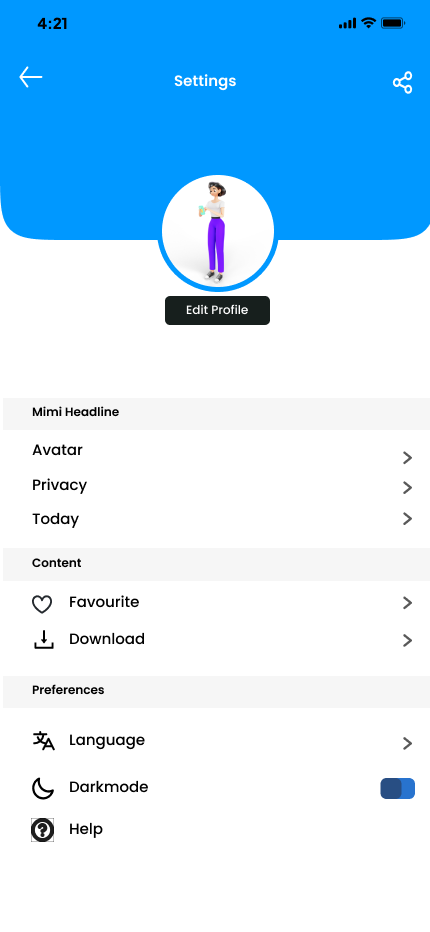 4:21
Settings
Edit Profile
Mimi Headline
Avatar
Privacy
Today
Content
Favourite
Download
Preferences
Language
Darkmode
Help